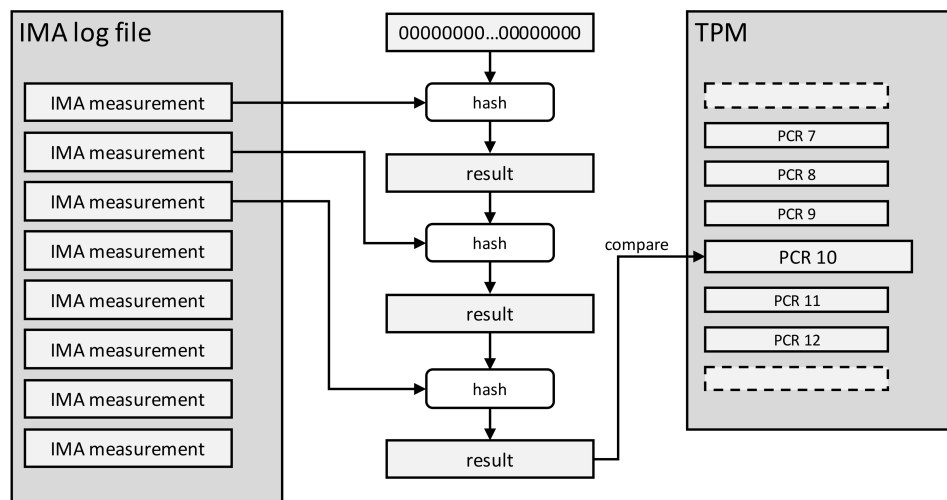 IMA log file
IMA measurement
IMA measurement
IMA measurement
IMA measurement
IMA measurement
IMA measurement
IMA measurement
IMA measurement
00000000...00000000
hash
result
hash
result
hash
result
compare
TPM
PCR 7
PCR 8
PCR 9
PCR 10
PCR 11
PCR 12